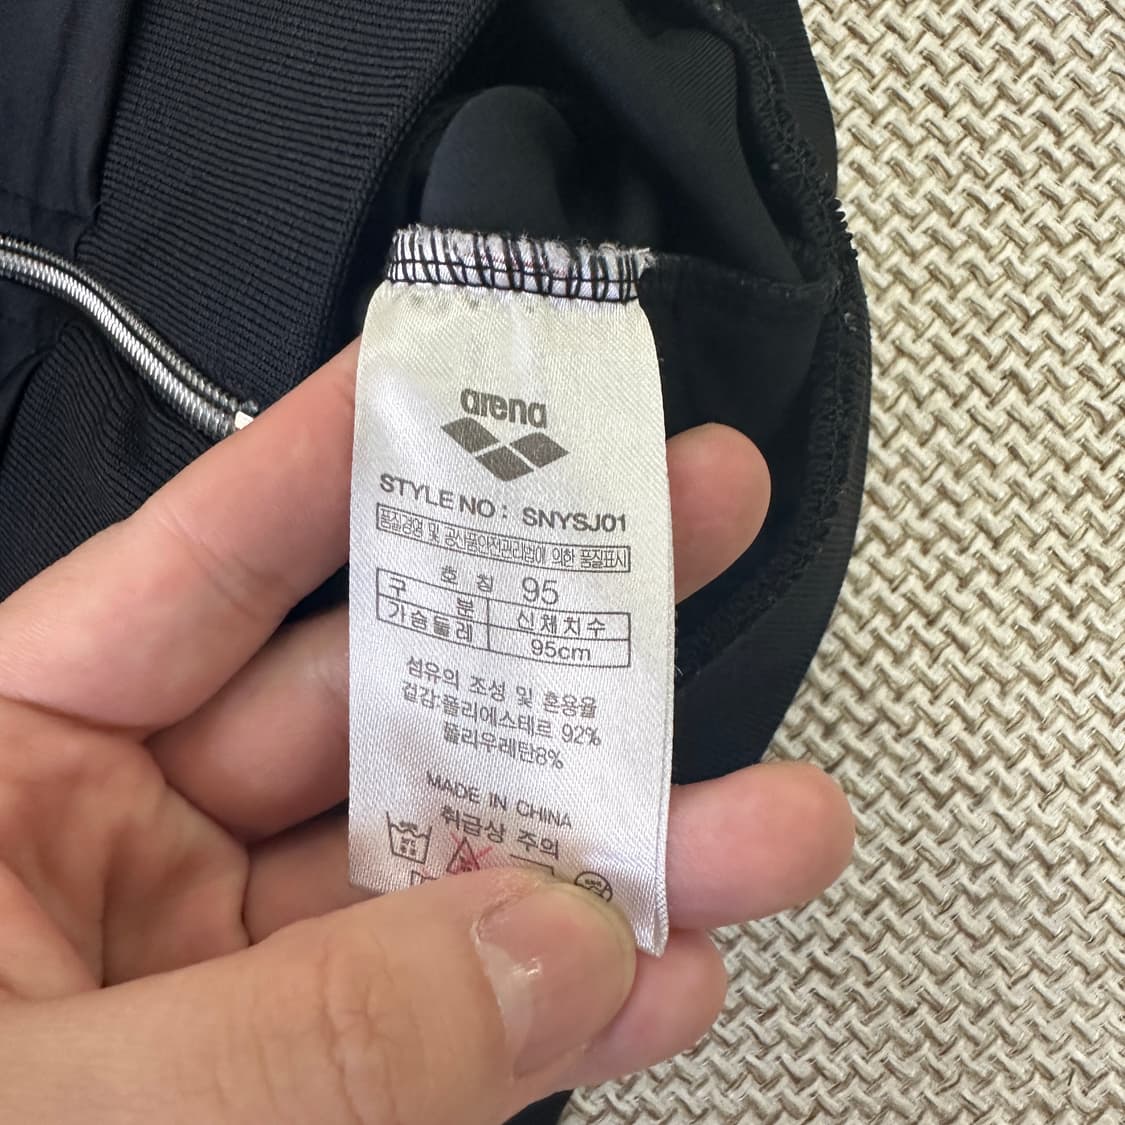 arena
STYLE NO : SNYSJ01
품질경영 및 공산품안전관리법에 의한 품질표시
호 칭 95
구 분 신체치수
가슴둘레 95cm
섬유의 조성 및 혼용율
겉감:폴리에스테르 92%
폴리우레탄8%
MADE IN CHINA
취급상 주의